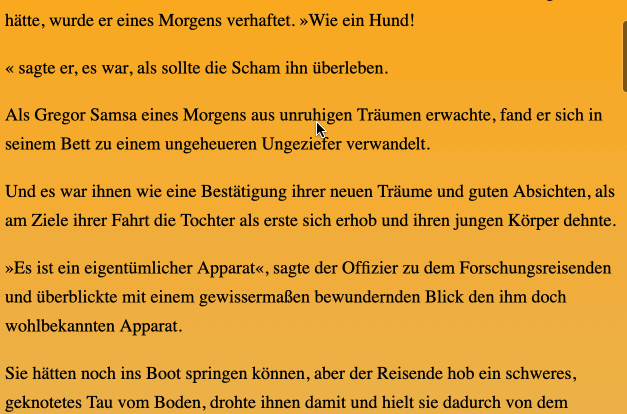 hätte, wurde er eines Morgens verhaftet. »Wie ein Hund!
« sagte er, es war, als sollte die Scham ihn überleben.
Als Gregor Samsa eines Morgens aus unruhigen Träumen erwachte, fand er sich in
seinem Bett zu einem ungeheueren Ungeziefer verwandelt.
Und es war ihnen wie eine Bestätigung ihrer neuen Träume und guten Absichten, als
am Ziele ihrer Fahrt die Tochter als erste sich erhob und ihren jungen Körper dehnte.
»Es ist ein eigentümlicher Apparat«, sagte der Offizier zu dem Forschungsreisenden
und überblickte mit einem gewissermaßen bewundernden Blick den ihm doch
wohlbekannten Apparat.
Sie hätten noch ins Boot springen können, aber der Reisende hob ein schweres,
geknotetes Tau vom Boden, drohte ihnen damit und hielt sie dadurch von dem